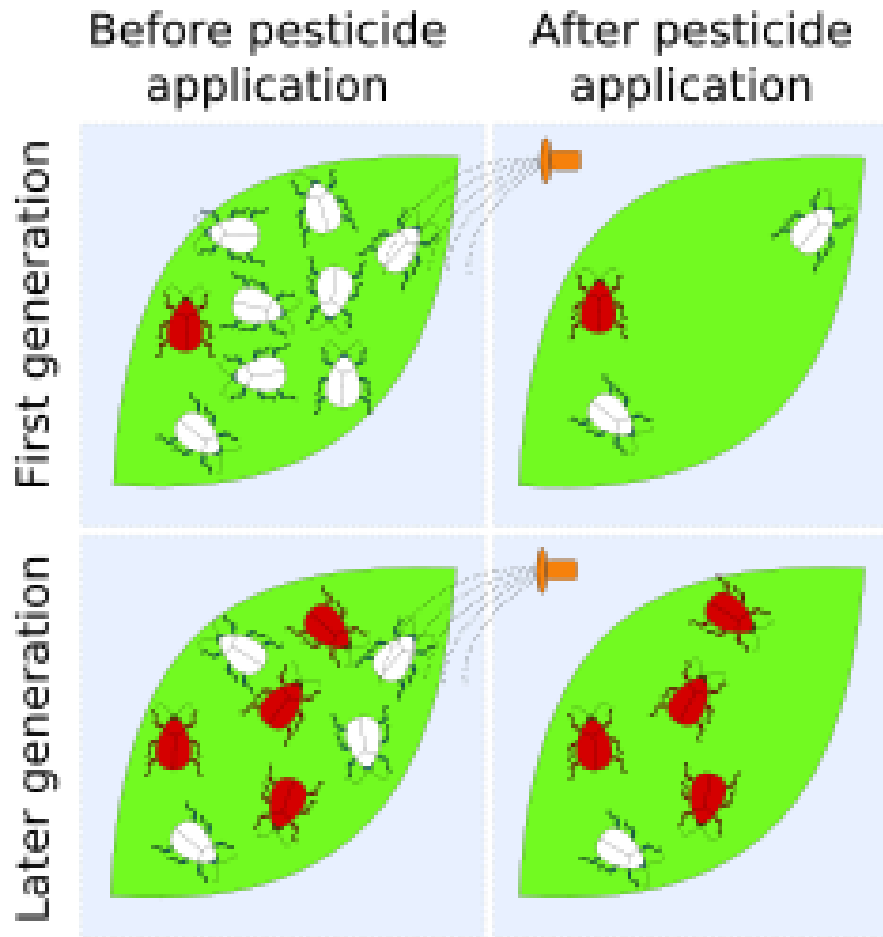 Before pesticide
application
After pesticide
application
First generation
Later generation